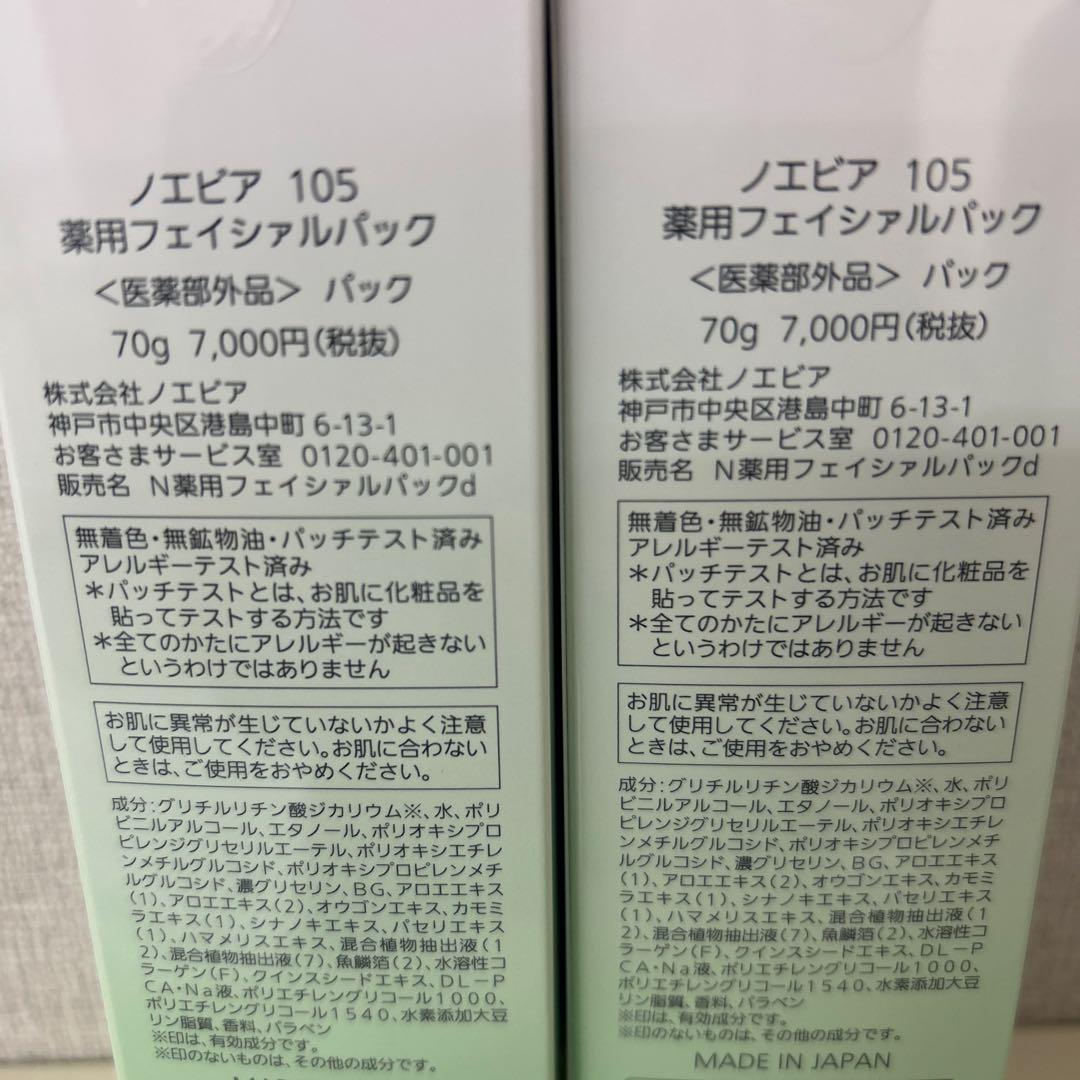 ノエビア 105
薬用フェイシャルパック
<医薬部外品> パック
70g 7,000円(税抜)
株式会社ノエビア
神戸市中央区港島中町6-13-1
お客さまサービス室 0120-401-001
販売名 N薬用フェイシャルパックd
無着色・無鉱物油・パッチテスト済み
アレルギーテスト済み
*パッチテストとは、お肌に化粧品を
貼ってテストする方法です
*全てのかたにアレルギーが起きない
というわけではありません
お肌に異常が生じていないかよく注意
して使用してください。お肌に合わない
ときは、ご使用をおやめください。
成分:グリチルリチン酸ジカリウム※、水、ポリ
ビニルアルコール、エタノール、ポリオキシプロ
ピレンジグリセリルエーテル、ポリオキシエチレ
ンメチルグルコシド、ポリオキシプロピレンメチ
ルグルコシド、濃グリセリン、BG、アロエエキス
(1)、アロエエキス(2)、オウゴンエキス、カモミ
ラエキス(1)、シナノキエキス、パセリエキス
(1)、ハマメリスエキス、混合植物抽出液(1
2)、混合植物抽出液(7)、魚鱗箔(2)、水溶性コ
ラーゲン(F)、クインスシードエキス、DL-P
CA・Na液、ポリエチレングリコール1000、
ポリエチレングリコール1540、水素添加大豆
リン脂質、香料、パラベン
※印は、有効成分です。
※印のないものは、その他の成分です。
ノエビア 105
薬用フェイシャルパック
<医薬部外品> パック
70g 7,000円(税抜)
株式会社ノエビア
神戸市中央区港島中町6-13-1
お客さまサービス室 0120-401-001
販売名 N薬用フェイシャルパックd
無着色・無鉱物油・パッチテスト済み
アレルギーテスト済み
*パッチテストとは、お肌に化粧品を
貼ってテストする方法です
*全てのかたにアレルギーが起きない
というわけではありません
お肌に異常が生じていないかよく注意
して使用してください。お肌に合わない
ときは、ご使用をおやめください。
成分:グリチルリチン酸ジカリウム※、水、ポリ
ビニルアルコール、エタノール、ポリオキシプロ
ピレンジグリセリルエーテル、ポリオキシエチレ
ンメチルグルコシド、ポリオキシプロピレンメチ
ルグルコシド、濃グリセリン、BG、アロエエキス
(1)、アロエエキス(2)、オウゴンエキス、カモミ
ラエキス(1)、シナノキエキス、パセリエキス
(1)、ハマメリスエキス、混合植物抽出液(1
2)、混合植物抽出液(7)、魚鱗箔(2)、水溶性コ
ラーゲン(F)、クインスシードエキス、DL-P
CA・Na液、ポリエチレングリコール1000、
ポリエチレングリコール1540、水素添加大豆
リン脂質、香料、パラベン
※印は、有効成分です。
※印のないものは、その他の成分です。
MADE IN JAPAN